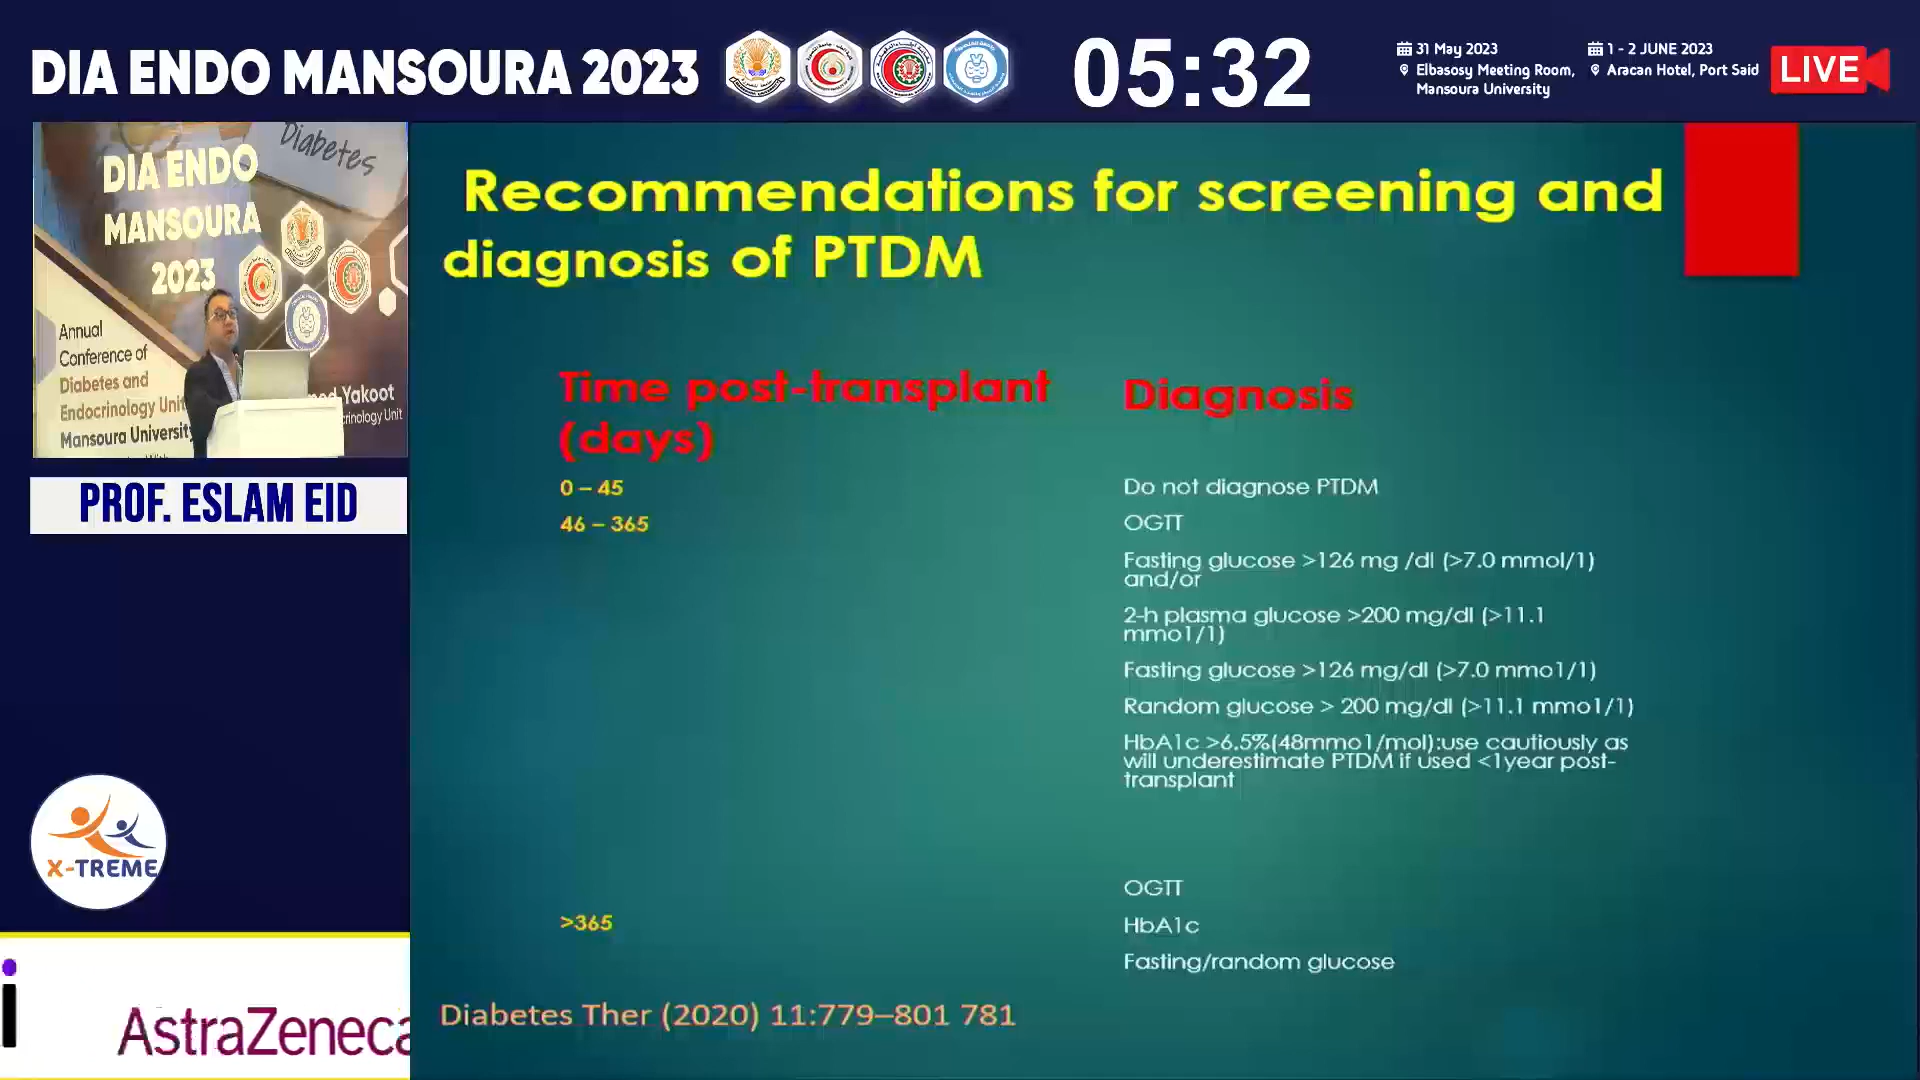 DIA ENDO MANSOURA 2023
05:32
31 May 2023
Elbasosy Meeting Room,
Mansoura University
1 - 2 JUNE 2023
Aracan Hotel, Port Said
LIVE
Diabetes
DIA ENDO
MANSOURA
2023
Annual
Conference of
Diabetes and
Endocrinology Unit
Mansoura University
Yakoot
crinology Unit
PROF. ESLAM EID
X-TREME
i
AstraZeneca
Recommendations for screening and
diagnosis of PTDM
Time post-transplant
(days)
Diagnosis
0 – 45
Do not diagnose PTDM
46 – 365
OGTT
Fasting glucose >126 mg /dl (>7.0 mmol/1)
and/or
2-h plasma glucose >200 mg/dl (>11.1
mmo1/1)
Fasting glucose >126 mg/dl (>7.0 mmo1/1)
Random glucose > 200 mg/dl (>11.1 mmo1/1)
HbA1c >6.5%(48mmo1/mol):use cautiously as
will underestimate PTDM if used <1year post-
transplant
OGTT
>365
HbA1c
Fasting/random glucose
Diabetes Ther (2020) 11:779–801 781